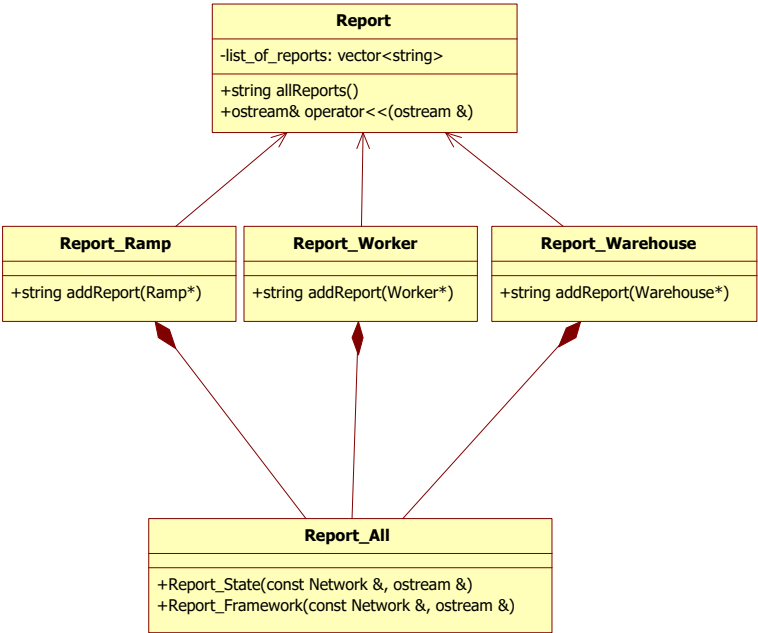 Report
-list_of_reports: vector<string>
+string allReports()
+ostream& operator<<(ostream &)
Report_Ramp
+string addReport(Ramp*)
Report_Worker
+string addReport(Worker*)
Report_Warehouse
+string addReport(Warehouse*)
Report_All
+Report_State(const Network &, ostream &)
+Report_Framework(const Network &, ostream &)